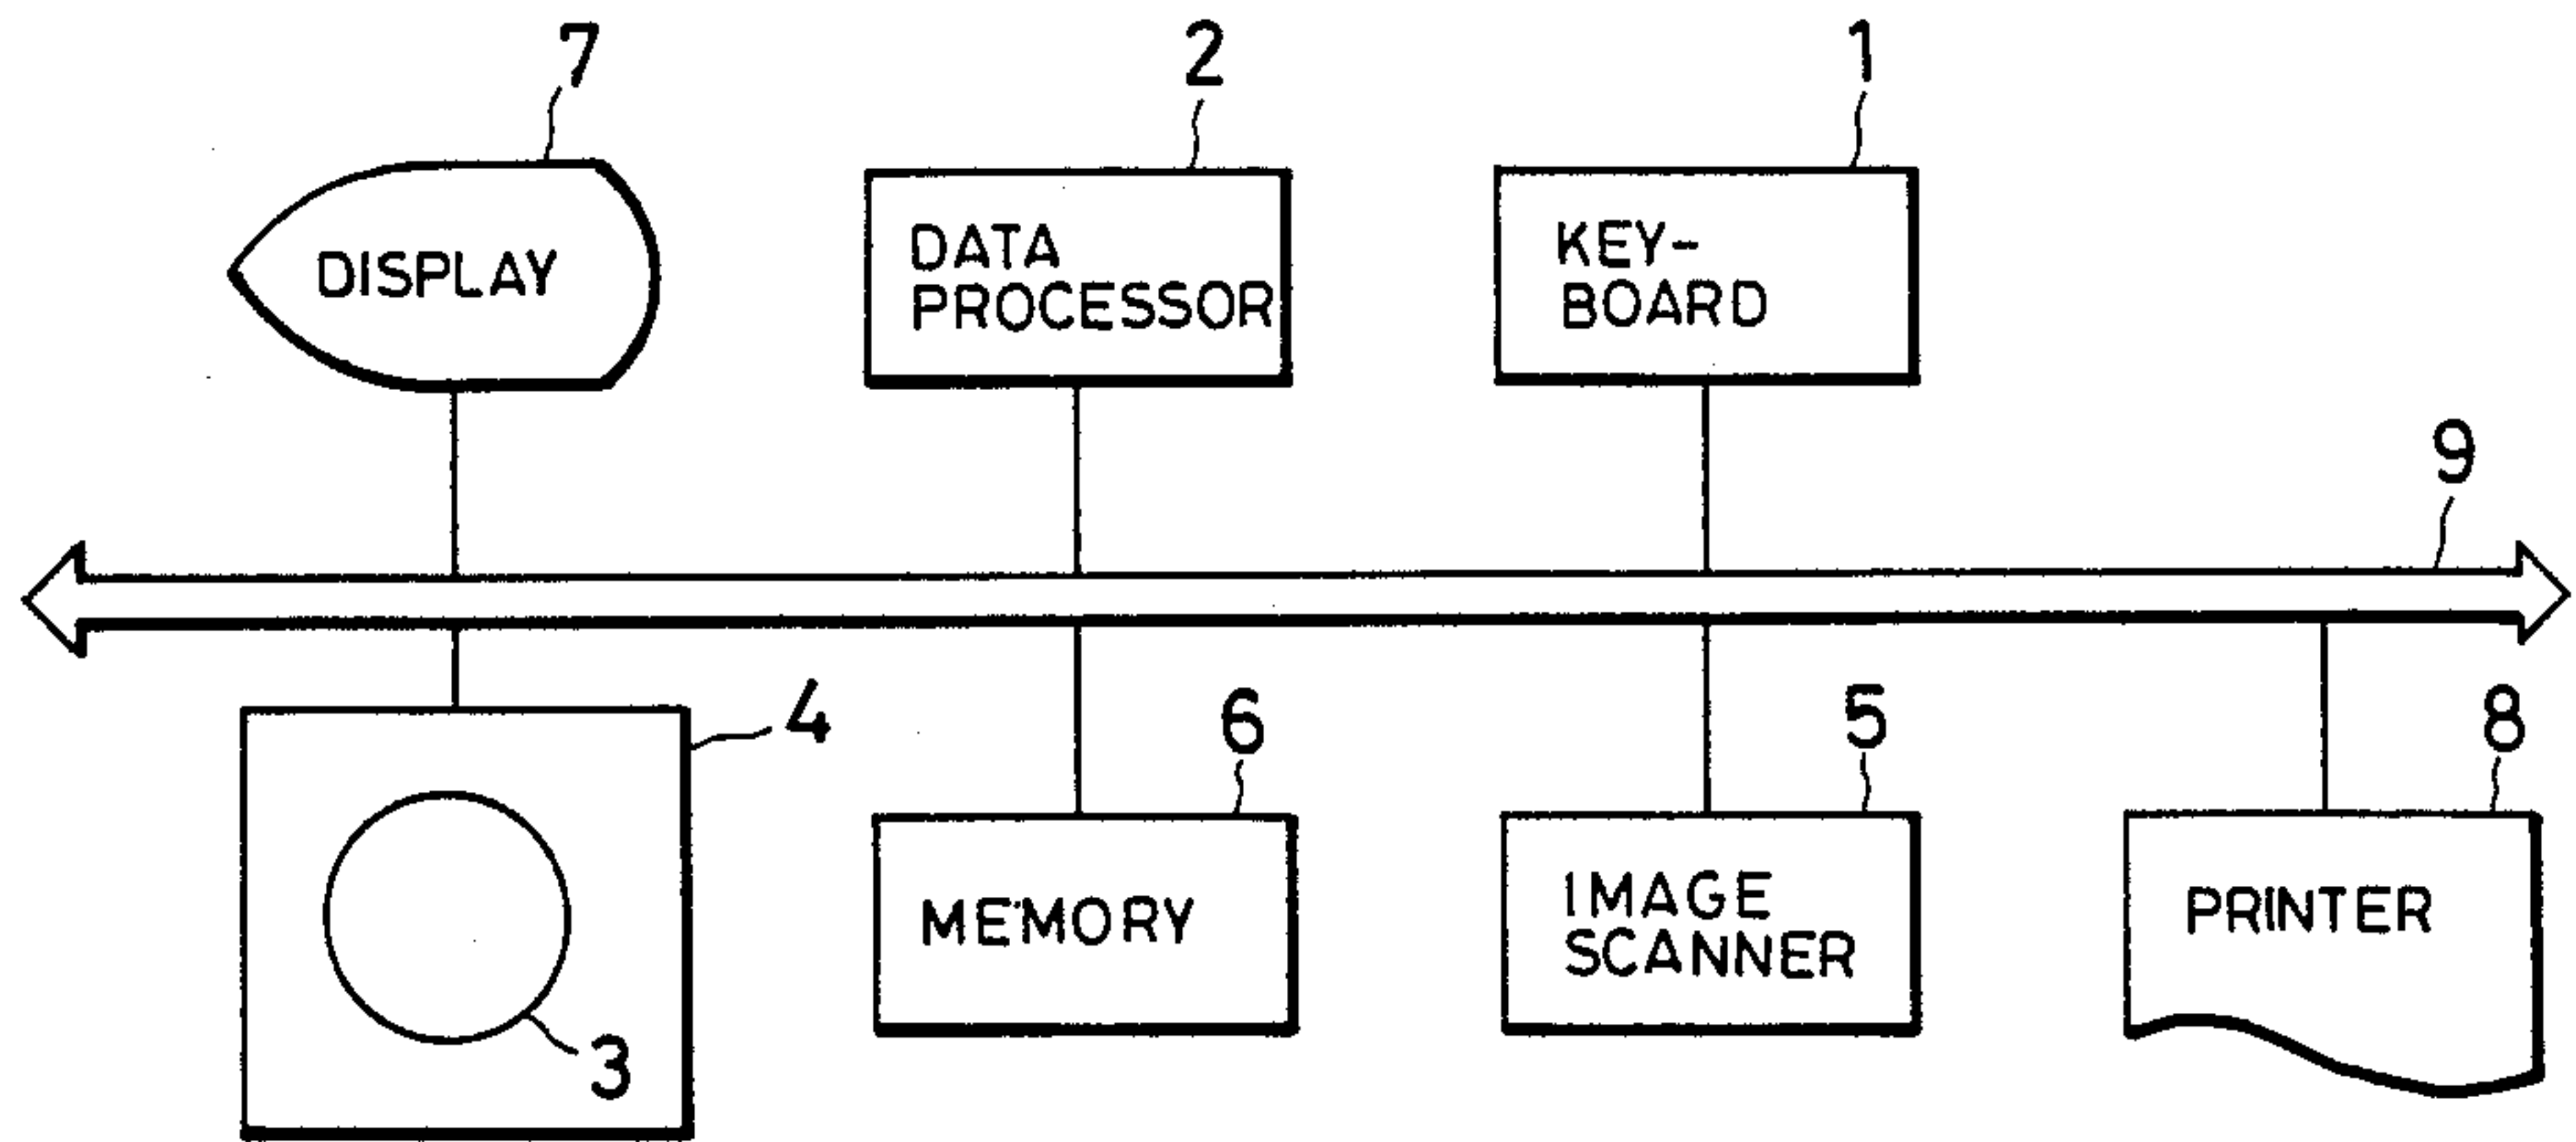 7
2
1
DISPLAY
DATA
PROCESSOR
KEY-
BOARD
9
4
6
5
8
MEMORY
IMAGE
SCANNER
PRINTER
3